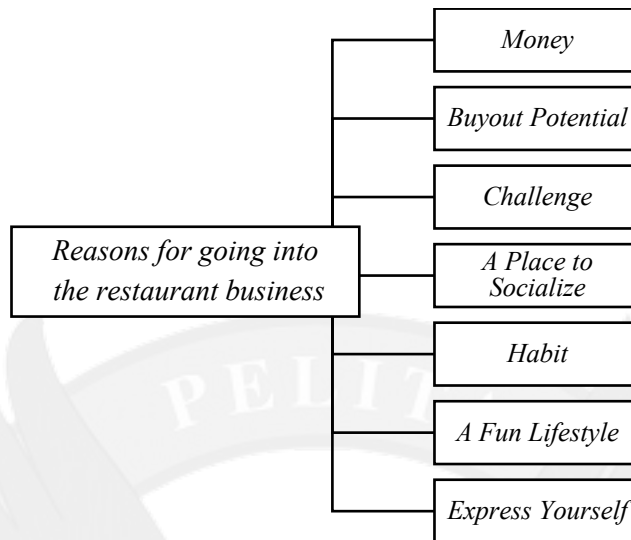 Money
Buyout Potential
Challenge
Reasons for going into
the restaurant business
A Place to
Socialize
Habit
PELIT
A Fun Lifestyle
Express Yourself